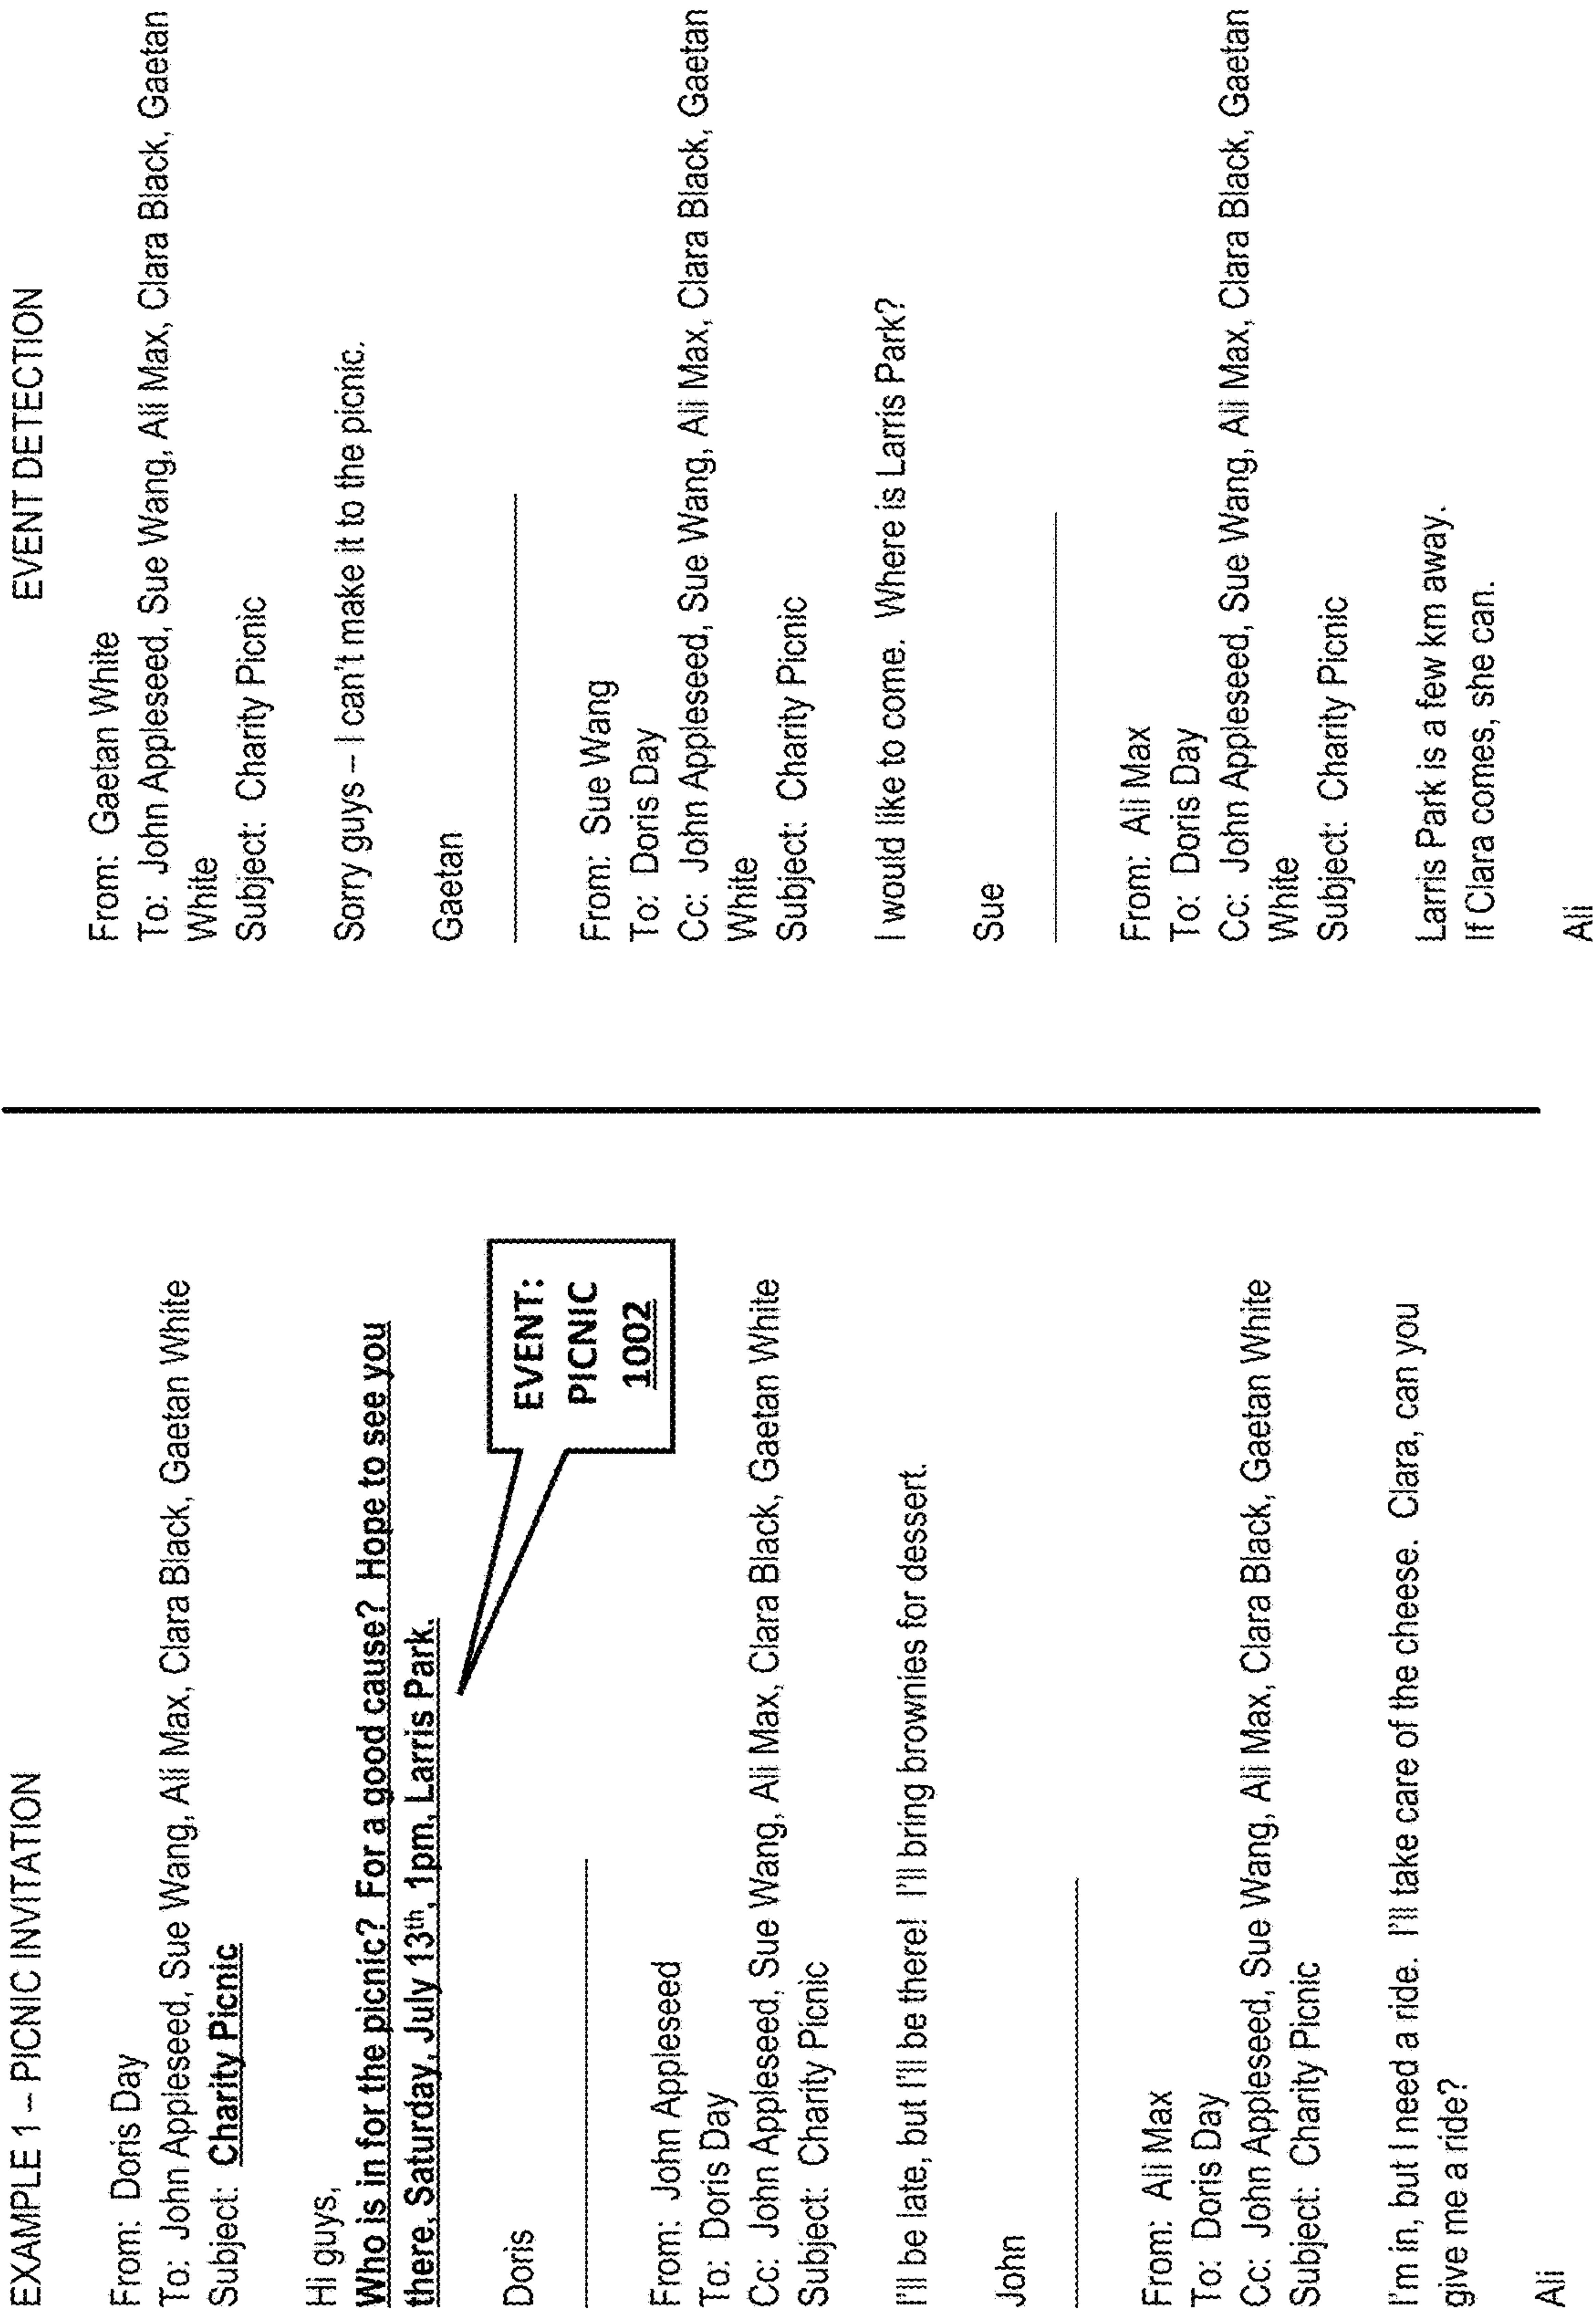 EXAMPLE 1 – PICNIC INVITATION
From: Doris Day
To: John Appleseed, Sue Wang, Ali Max, Clara Black, Gaetan White
Subject: Charity Picnic
Hi guys,
Who is in for the picnic? For a good cause? Hope to see you
there, Saturday, July 13th, 1pm, Larris Park.
EVENT:
PICNIC
1002
Doris
From: John Appleseed
To: Doris Day
Cc: John Appleseed, Sue Wang, Ali Max, Clara Black, Gaetan White
Subject: Charity Picnic
I'll be late, but I'll be there! I'll bring brownies for dessert.
John
From: Ali Max
To: Doris Day
Cc: John Appleseed, Sue Wang, Ali Max, Clara Black, Gaetan White
Subject: Charity Picnic
I'm in, but I need a ride. I'll take care of the cheese. Clara, can you
give me a ride?
Ali
EVENT DETECTION
From: Gaetan White
To: John Appleseed, Sue Wang, Ali Max, Clara Black, Gaetan
White
Subject: Charity Picnic
Sorry guys – I can't make it to the picnic.
Gaetan
From: Sue Wang
To: Doris Day
Cc: John Appleseed, Sue Wang, Ali Max, Clara Black, Gaetan
White
Subject: Charity Picnic
I would like to come. Where is Larris Park?
Sue
From: Ali Max
To: Doris Day
Cc: John Appleseed, Sue Wang, Ali Max, Clara Black, Gaetan
White
Subject: Charity Picnic
Larris Park is a few km away.
If Clara comes, she can.
Ali